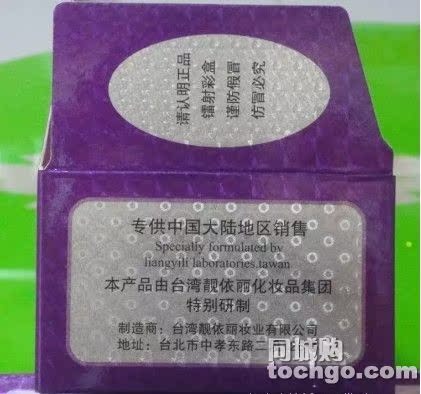 请认明正品
镭射彩盒
谨防假冒
仿冒必究
专供中国大陆地区销售
Specially formulated by
liangyili laboratories.tawan
本产品由台湾靓依丽化妆品集团
特别研制
制造商：台湾靓依丽妆业有限公司
地址：台北市中孝东路二
同城购
tochgo.com